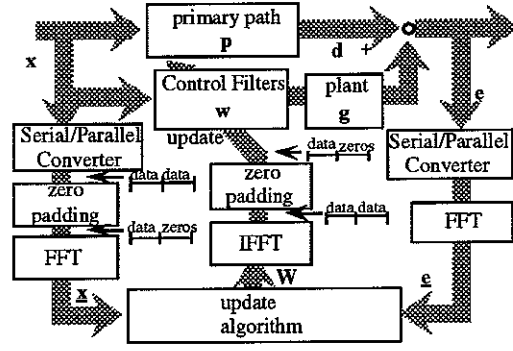 primary path
p
d +
x
Control Filters
w
plant
g
e
update
Serial/Parallel
Converter
data zeros
Serial/Parallel
Converter
data data
zero
padding
zero
padding
data data
data zeros
FFT
IFFT
FFT
W
x
e
update
algorithm